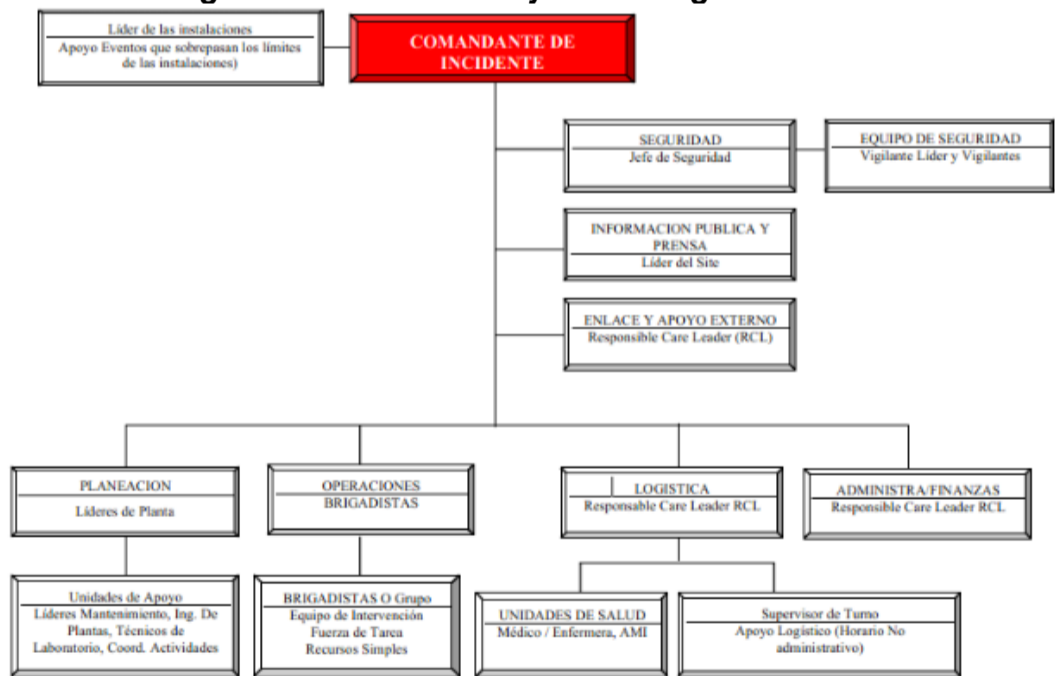 Líder de las instalaciones
Apoyo Eventos que sobrepasan los límites
de las instalaciones)
COMANDANTE DE
INCIDENTE
SEGURIDAD
Jefe de Seguridad
EQUIPO DE SEGURIDAD
Vigilante Líder y Vigilantes
INFORMACION PUBLICA Y
PRENSA
Líder del Site
ENLACE Y APOYO EXTERNO
Responsible Care Leader (RCL)
PLANEACION
Líderes de Planta
OPERACIONES
BRIGADISTAS
LOGISTICA
Responsable Care Leader RCL
ADMINISTRA/FINANZAS
Responsible Care Leader RCL
Unidades de Apoyo
Líderes Mantenimiento, Ing. De
Plantas, Técnicos de
Laboratorio, Coord. Actividades
BRIGADISTAS O Grupo
Equipo de Intervención
Fuerza de Tarea
Recursos Simples
UNIDADES DE SALUD
Médico / Enfermera, AMI
Supervisor de Turno
Apoyo Logístico (Horario No
administrativo)